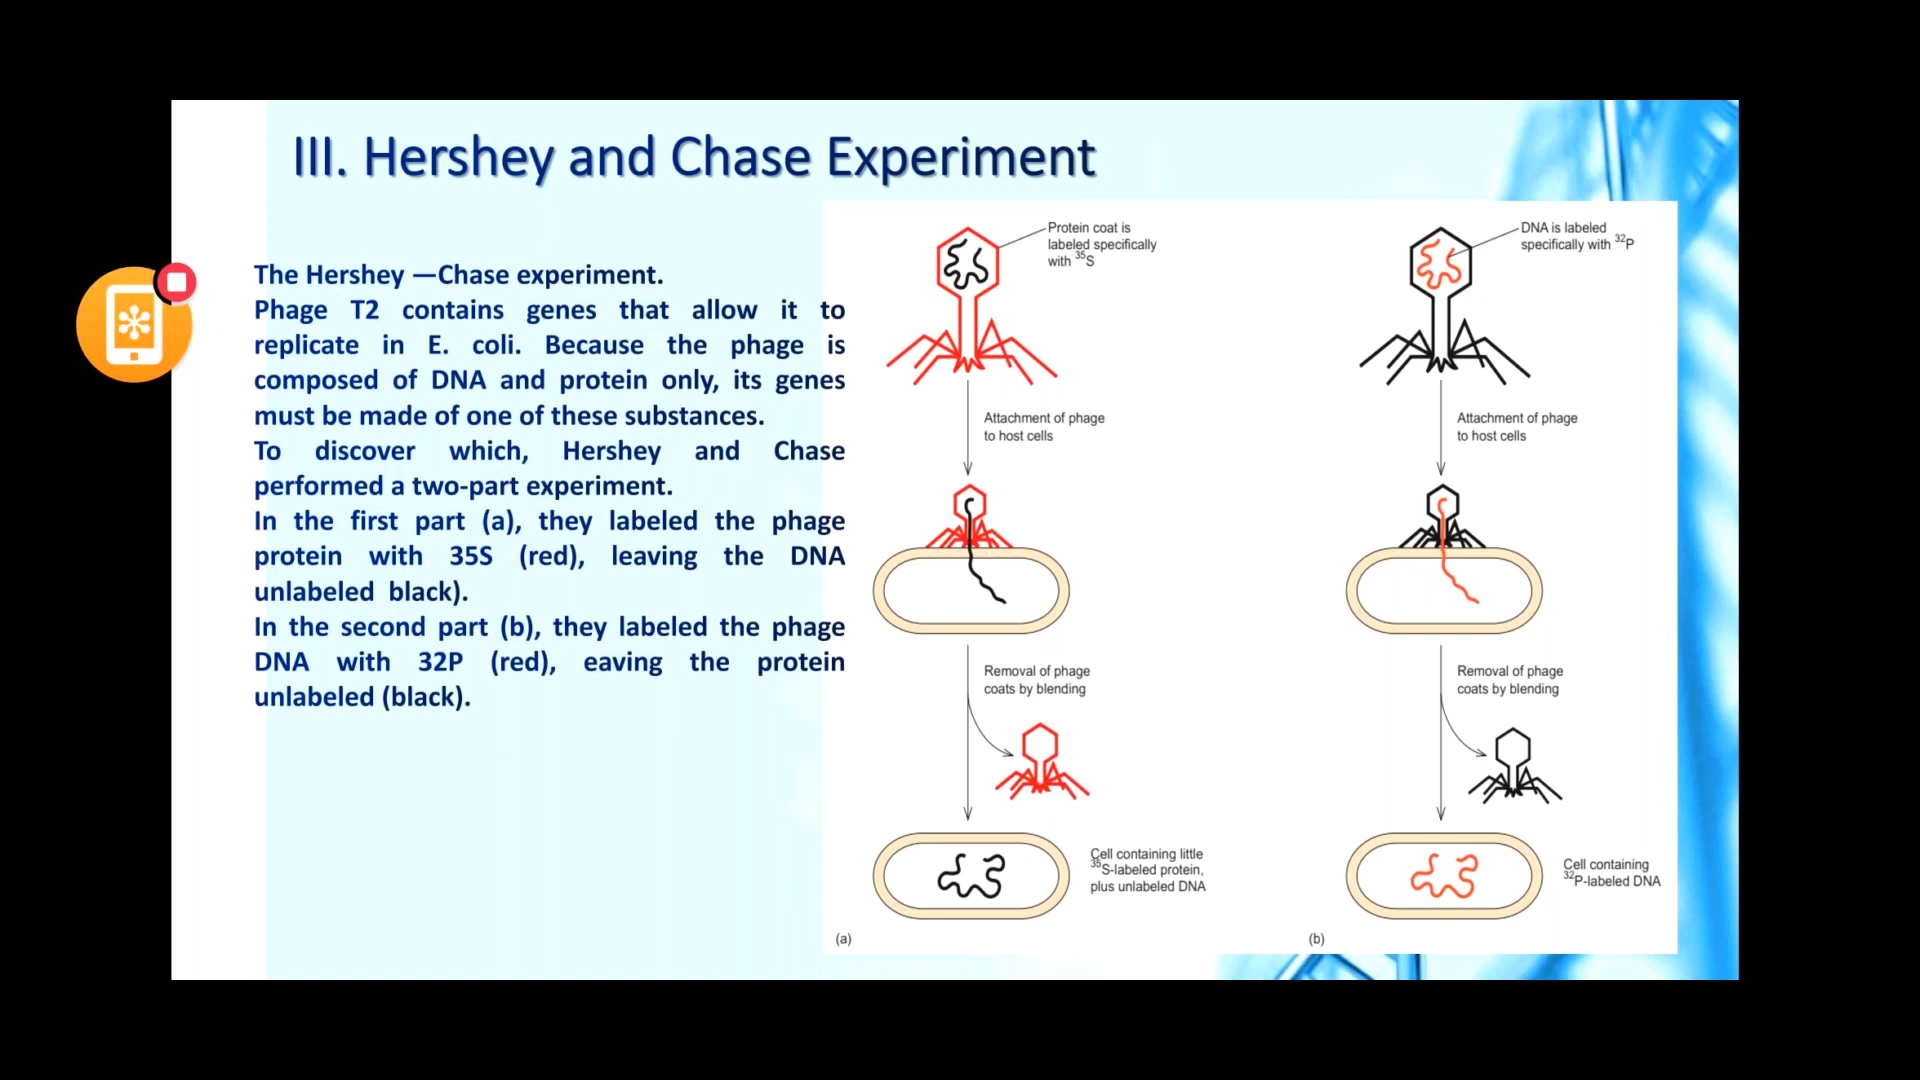 III. Hershey and Chase Experiment
The Hershey —Chase experiment.
Phage T2 contains genes that allow it to
replicate in E. coli. Because the phage is
composed of DNA and protein only, its genes
must be made of one of these substances.
To discover which, Hershey and Chase
performed a two-part experiment.
In the first part (a), they labeled the phage
protein with 35S (red), leaving the DNA
unlabeled black).
In the second part (b), they labeled the phage
DNA with 32P (red), eaving the protein
unlabeled (black).
Protein coat is
labeled specifically
with 35S
Attachment of phage
to host cells
Removal of phage
coats by blending
Cell containing little
35S-labeled protein,
plus unlabeled DNA
(a)
DNA is labeled
specifically with 32P
Attachment of phage
to host cells
Removal of phage
coats by blending
Cell containing
32P-labeled DNA
(b)